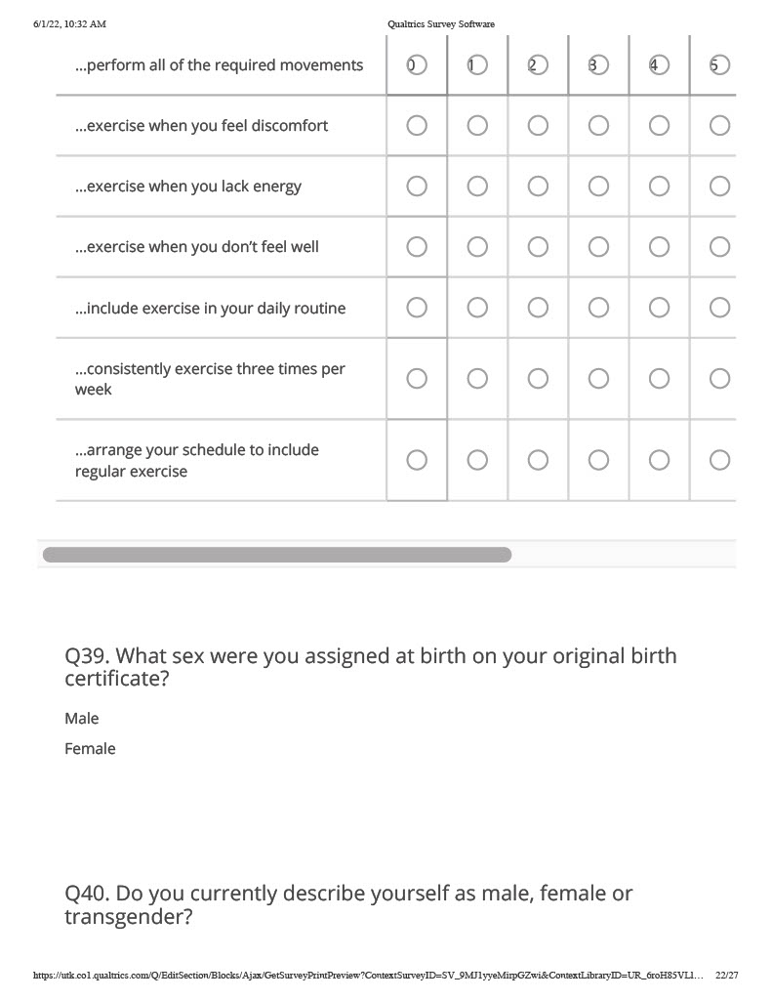 6/1/22, 10:32 AM Qualtrics Survey Software
...perform all of the required movements 0 1 2 3 4 5
...exercise when you feel discomfort
...exercise when you lack energy
...exercise when you don’t feel well
...include exercise in your daily routine
...consistently exercise three times per
week
...arrange your schedule to include
regular exercise
Q39. What sex were you assigned at birth on your original birth
certificate?
Male
Female
Q40. Do you currently describe yourself as male, female or
transgender?
https://utk.co1.qualtrics.com/Q/EditSection/Blocks/Ajax/GetSurveyPrintPreview?ContextSurveyID=SV_9MJ1yyeMirpGZwi&ContextLibraryID=UR_6roH85VL1… 22/27